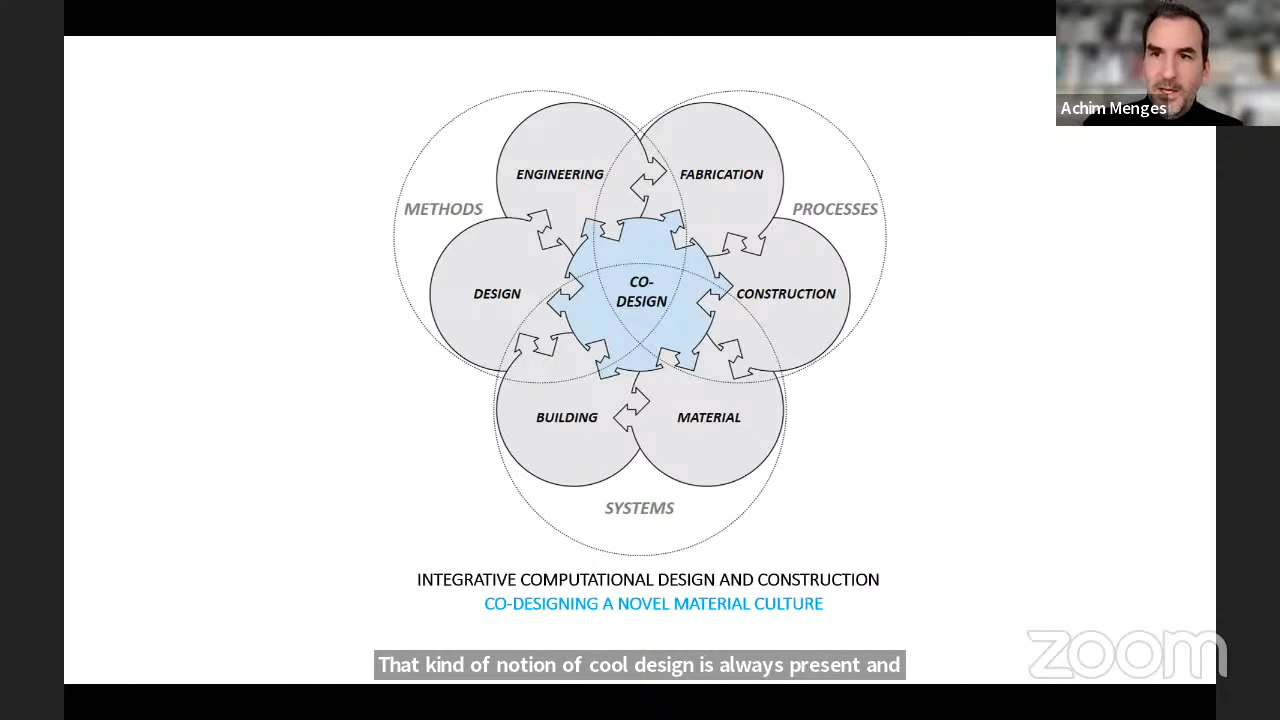 Achim Menges
ENGINEERING
FABRICATION
METHODS
PROCESSES
DESIGN
CO-
DESIGN
CONSTRUCTION
BUILDING
MATERIAL
SYSTEMS
INTEGRATIVE COMPUTATIONAL DESIGN AND CONSTRUCTION
CO-DESIGNING A NOVEL MATERIAL CULTURE
That kind of notion of cool design is always present and
zoom